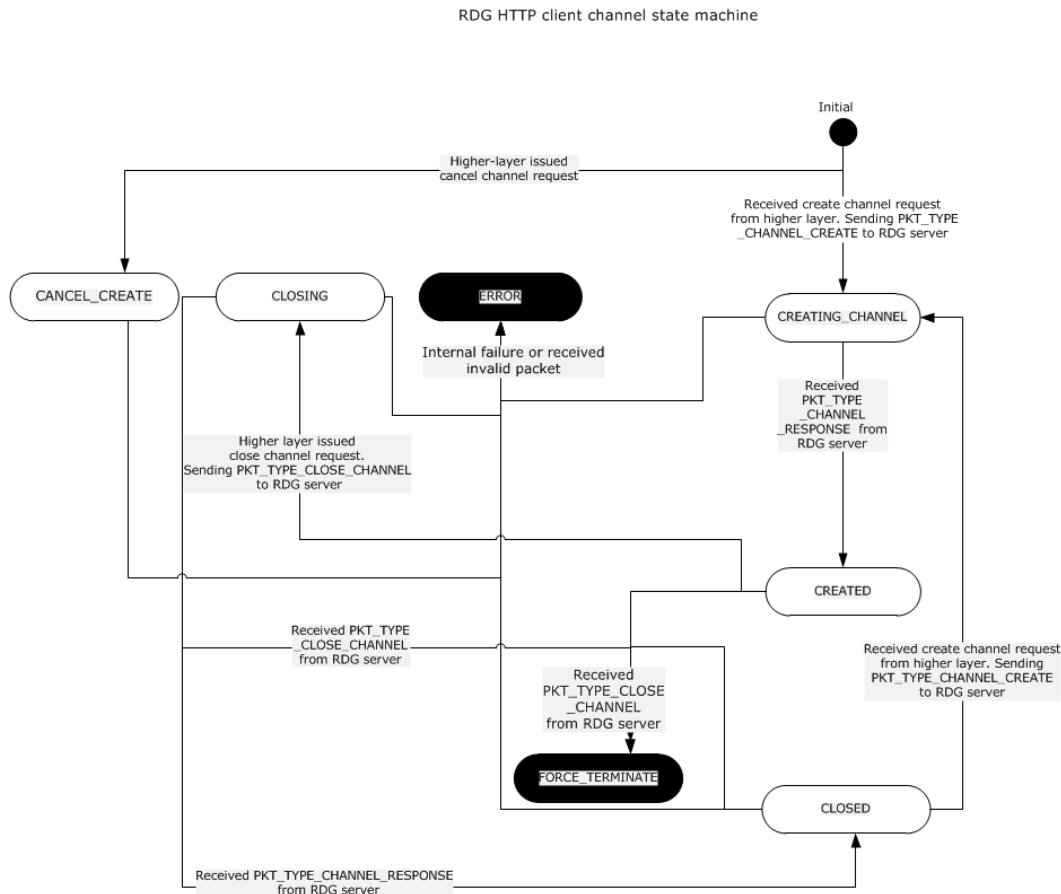 RDG HTTP client channel state machine
Initial
Higher-layer issued
cancel channel request
Received create channel request
from higher layer. Sending PKT_TYPE
_CHANNEL_CREATE to RDG server
CANCEL_CREATE
CLOSING
ERROR
CREATING_CHANNEL
Internal failure or received
invalid packet
Received
PKT_TYPE
_CHANNEL
_RESPONSE from
RDG server
Higher layer issued
close channel request.
Sending PKT_TYPE_CLOSE_CHANNEL
to RDG server
CREATED
Received PKT_TYPE
_CLOSE_CHANNEL
from RDG server
Received create channel request
from higher layer. Sending
PKT_TYPE_CHANNEL_CREATE
to RDG server
Received
PKT_TYPE_CLOSE
_CHANNEL
from RDG server
FORCE_TERMINATE
CLOSED
Received PKT_TYPE_CHANNEL_RESPONSE
from RDG server